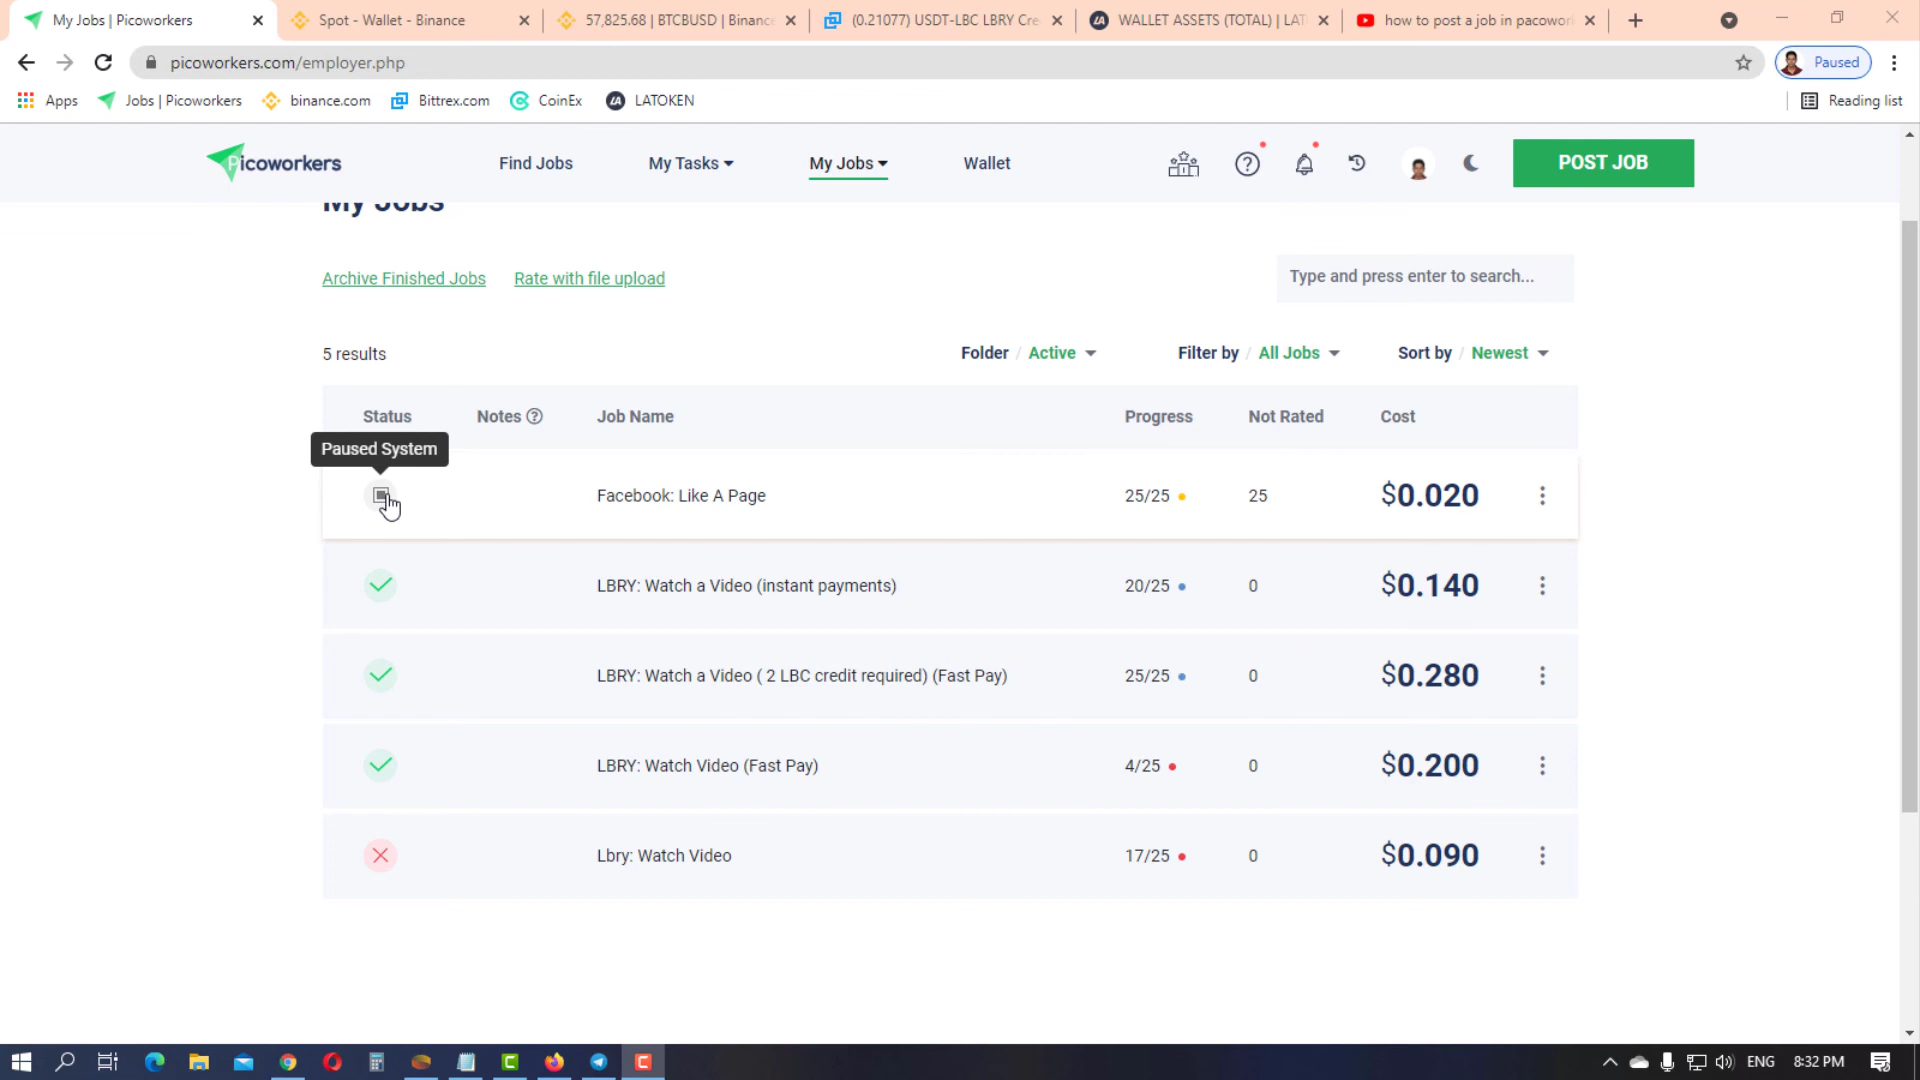 My Jobs | Picoworkers
Spot - Wallet - Binance
57,825.68 | BTCBUSD | Binance
(0.21077) USDT-LBC LBRY Cre
WALLET ASSETS (TOTAL) | LAT
how to post a job in pacowor
picoworkers.com/employer.php
Paused
Apps
Jobs | Picoworkers
binance.com
Bittrex.com
CoinEx
LATOKEN
Reading list
Picoworkers
Find Jobs
My Tasks
My Jobs
Wallet
POST JOB
My Jobs
Archive Finished Jobs
Rate with file upload
Type and press enter to search...
5 results
Folder / Active
Filter by / All Jobs
Sort by / Newest
Status Notes Job Name Progress Not Rated Cost
Paused System
Facebook: Like A Page 25/25 25 $0.020
LBRY: Watch a Video (instant payments) 20/25 0 $0.140
LBRY: Watch a Video ( 2 LBC credit required) (Fast Pay) 25/25 0 $0.280
LBRY: Watch Video (Fast Pay) 4/25 0 $0.200
Lbry: Watch Video 17/25 0 $0.090
ENG
8:32 PM